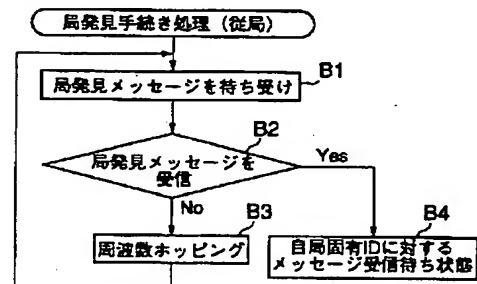 局発見手続き処理（従局）
B1
局発見メッセージを待ち受け
B2
局発見メッセージを
受信
Yes
No
B3
周波数ホッピング
B4
自局固有IDに対する
メッセージ受信待ち状態